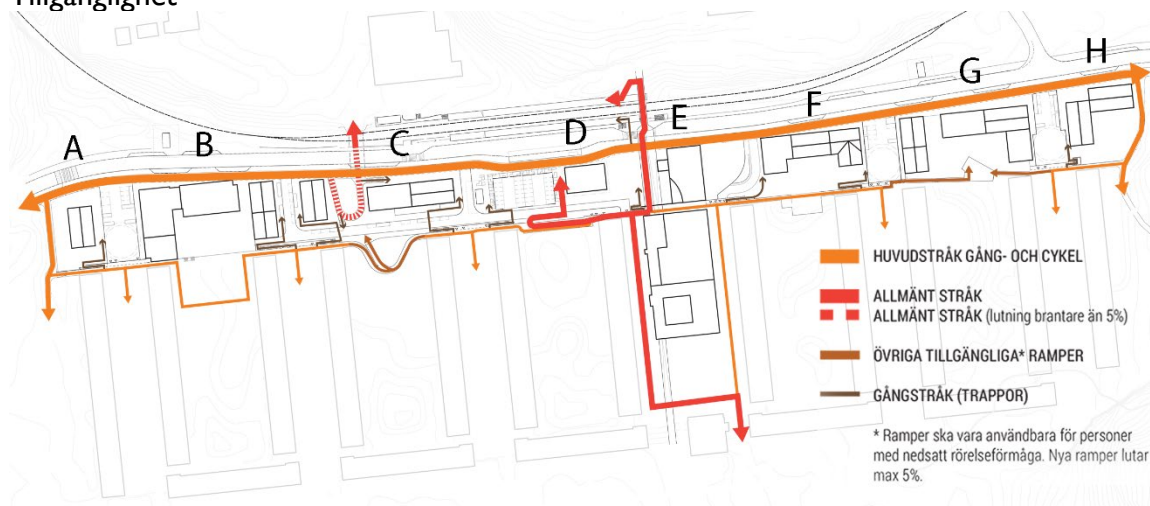 Tillgänglighet
A B C D E F G H
HUVUDSTRÅK GÅNG- OCH CYKEL
ALLMÄNT STRÅK
ALLMÄNT STRÅK (lutning brantare än 5%)
ÖVRIGA TILLGÄNGLIGA* RAMPER
GÅNGSTRÅK (TRAPPOR)
* Ramper ska vara användbara för personer
med nedsatt rörelseförmåga. Nya ramper lutar
max 5%.